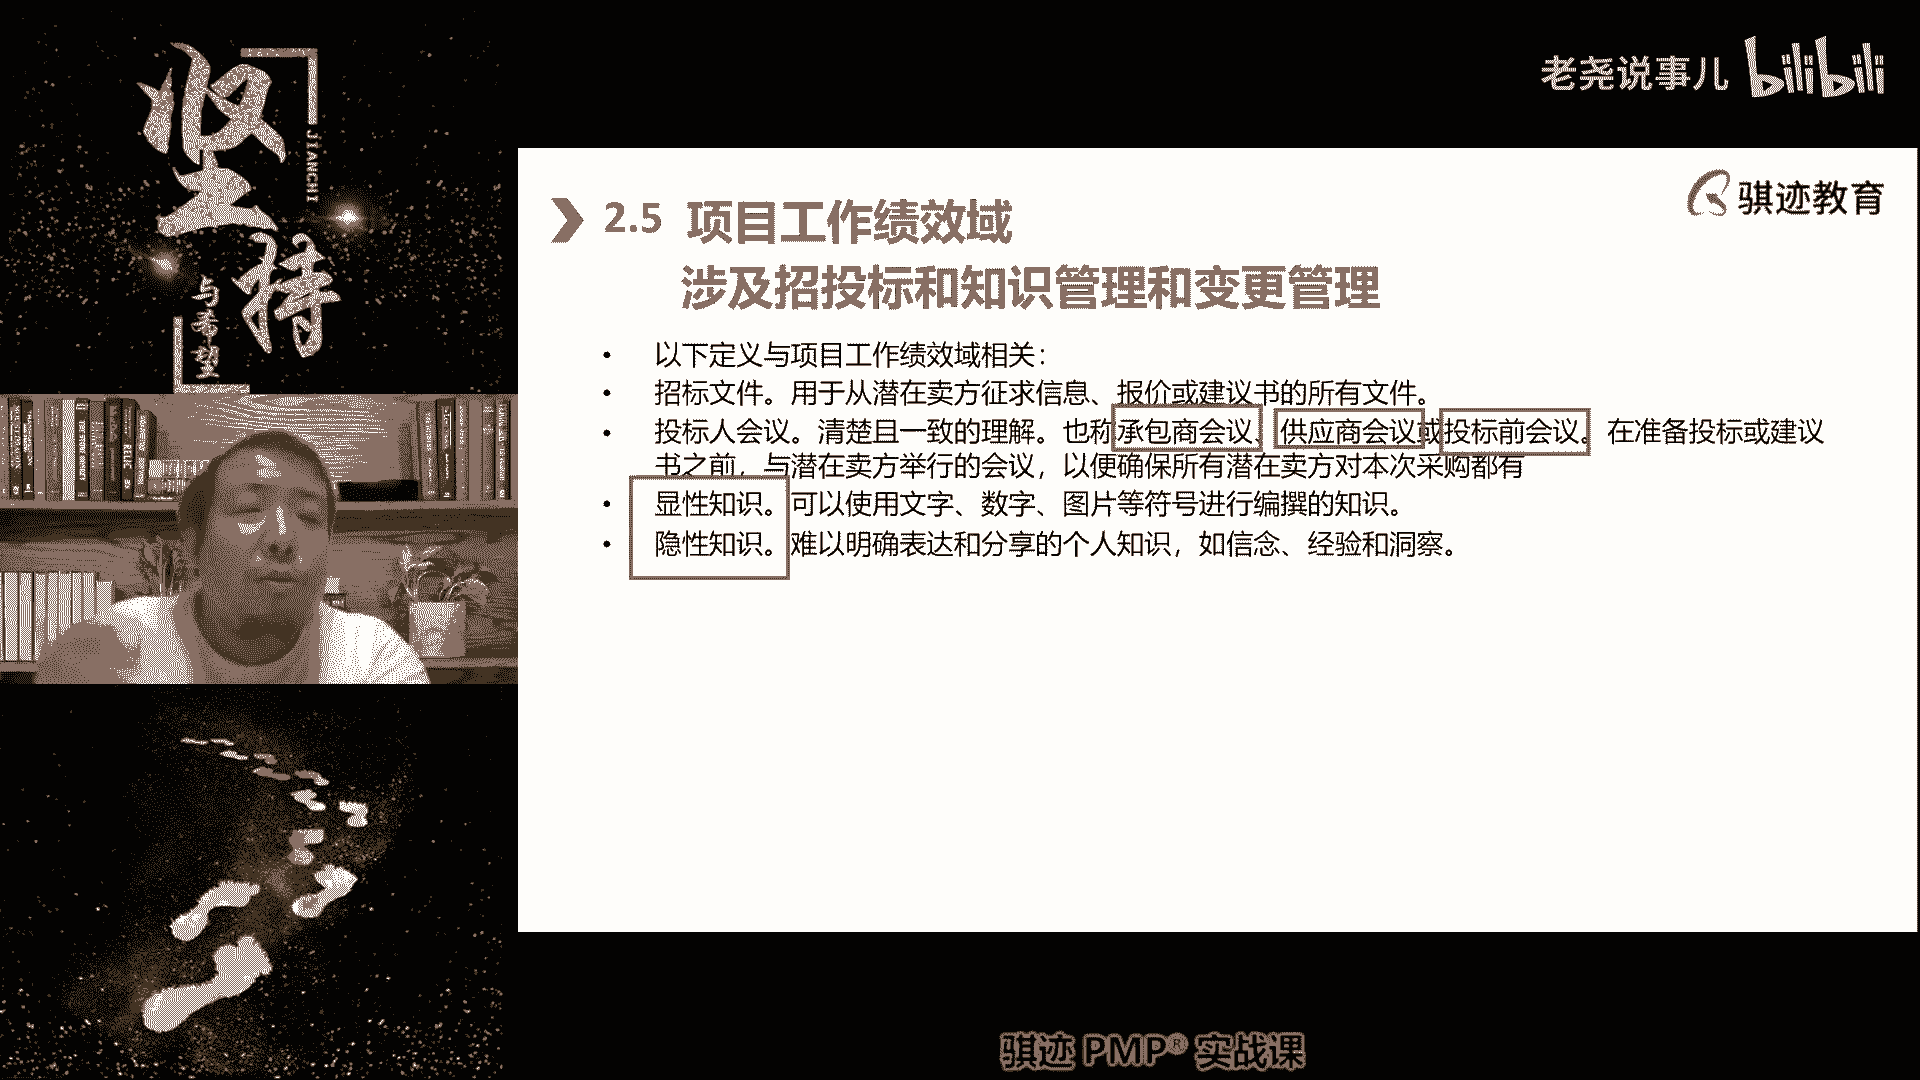 坚持
JIANCHI
与希望
老尧说事儿 bilibili
骐迹教育
2.5 项目工作绩效域
涉及招投标和知识管理和变更管理
• 以下定义与项目工作绩效域相关：
• 招标文件。用于从潜在卖方征求信息、报价或建议书的所有文件。
• 投标人会议。清楚且一致的理解。也称承包商会议、供应商会议或投标前会议。在准备投标或建议
书之前，与潜在卖方举行的会议，以便确保所有潜在卖方对本次采购都有
• 显性知识。可以使用文字、数字、图片等符号进行编撰的知识。
• 隐性知识。难以明确表达和分享的个人知识，如信念、经验和洞察。
骐迹 PMP® 实战课